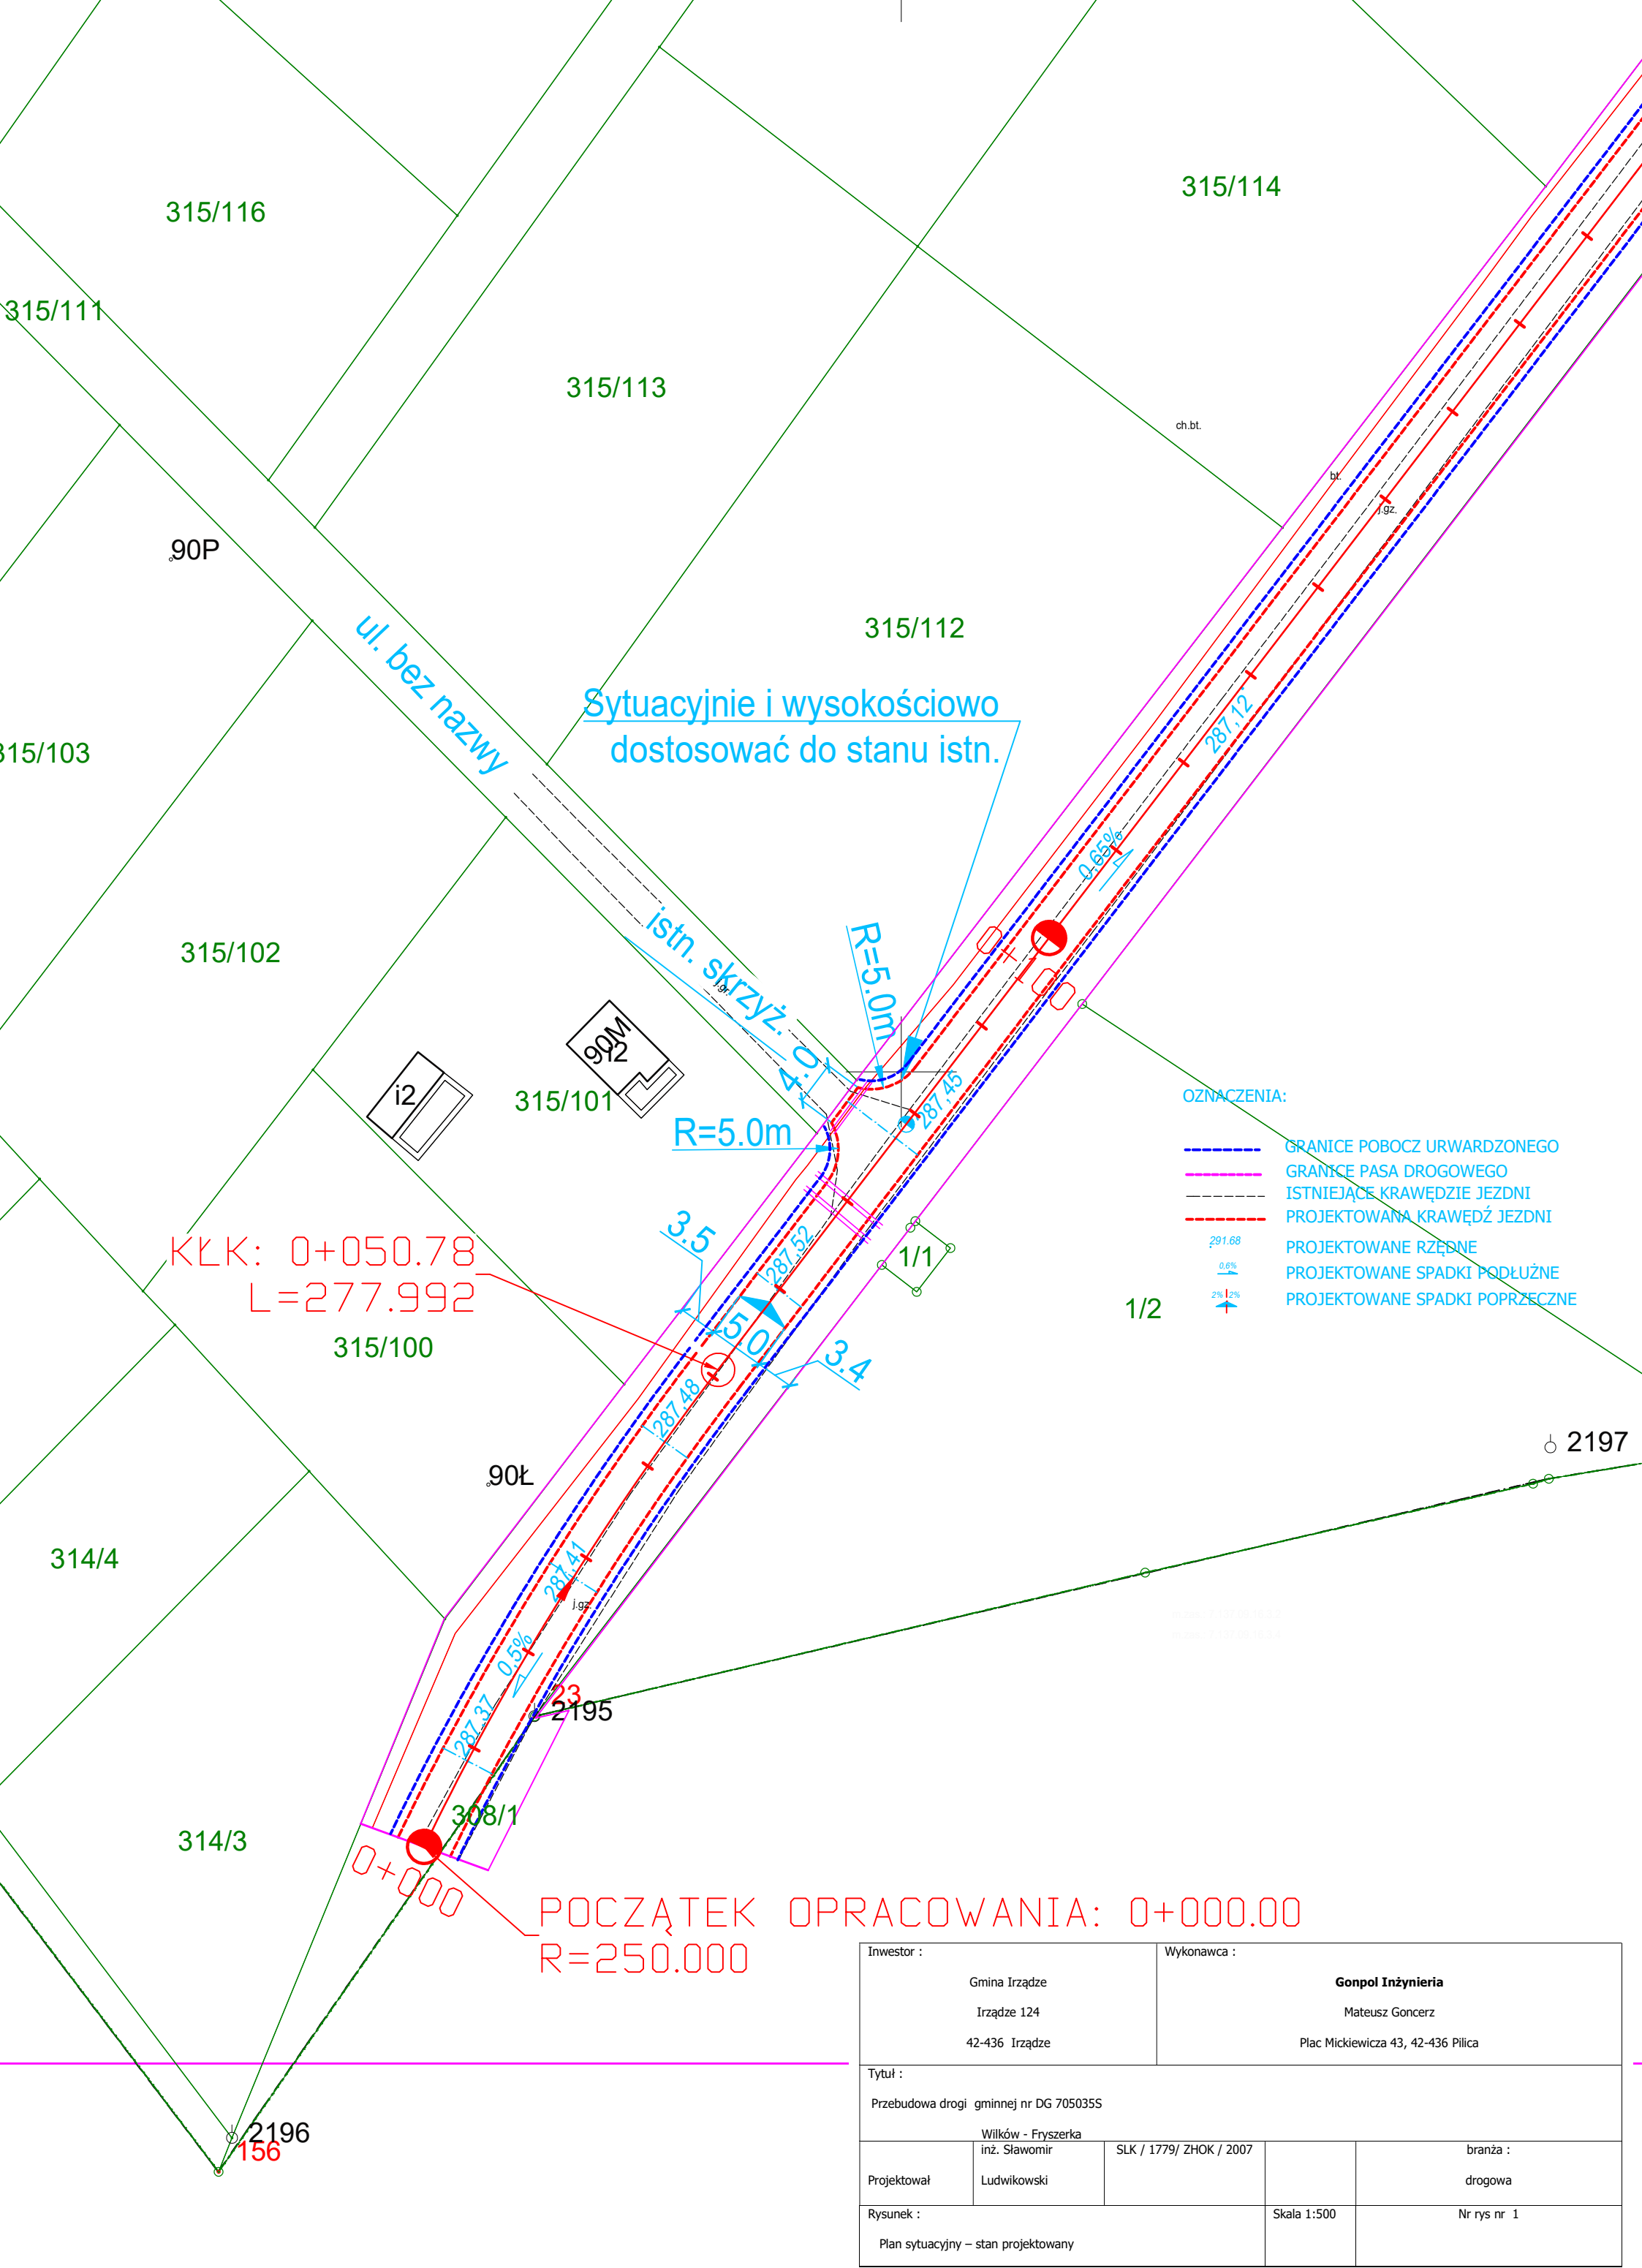 315/116
315/114
315/111
315/113
ch.bt.
bt.
j.gz.
90P
315/112
ul. bez nazwy
Sytuacyjnie i wysokościowo
dostosować do stanu istn.
287,12
315/103
0,65%
315/102
istn. skrzyż.
j.gr.
R=5.0m
0+100
90M
i2
i2
4.0
315/101
287,45
R=5.0m
OZNACZENIA:
GRANICE POBOCZ URWARDZONEGO
GRANICE PASA DROGOWEGO
ISTNIEJĄCE KRAWĘDZIE JEZDNI
PROJEKTOWANA KRAWĘDŹ JEZDNI
291.68
PROJEKTOWANE RZĘDNE
0,6%
PROJEKTOWANE SPADKI PODŁUŻNE
2% 2%
PROJEKTOWANE SPADKI POPRZECZNE
3.5
287,52
1/1
KŁK: 0+050.78
L=277.992
1/2
315/100
5.0
3.4
287,48
2197
90Ł
314/4
287,41
j.gz.
0,5%
23
2195
287,37
308/1
314/3
0+000
POCZĄTEK OPRACOWANIA: 0+000.00
R=250.000
2196
156
Inwestor :
Gmina Irządze
Irządze 124
42-436 Irządze
Wykonawca :
Gonpol Inżynieria
Mateusz Goncerz
Plac Mickiewicza 43, 42-436 Pilica
Tytuł :
Przebudowa drogi gminnej nr DG 705035S
Wilków - Fryszerka
Projektował
inż. Sławomir
Ludwikowski
SLK / 1779/ ZHOK / 2007
branża :
drogowa
Rysunek :
Plan sytuacyjny – stan projektowany
Skala 1:500
Nr rys nr 1